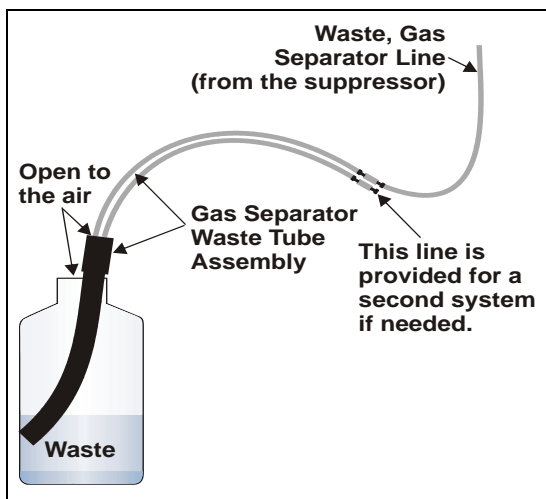 Waste, Gas
Separator Line
(from the suppressor)
Open to
the air
Gas Separator
Waste Tube
Assembly
This line is
provided for a
second system
if needed.
Waste